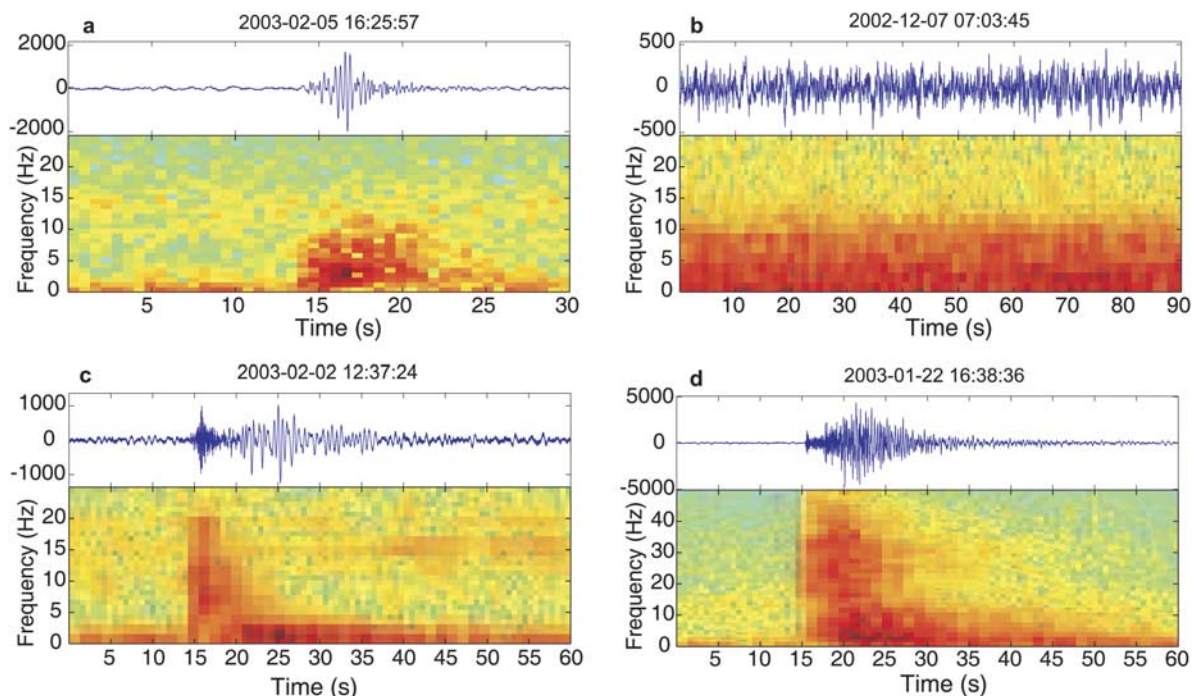 a 2003-02-05 16:25:57
2000
0
-2000
Frequency (Hz)
20
15
10
5
0
5 10 15 20 25 30
Time (s)
b 2002-12-07 07:03:45
500
0
-500
Frequency (Hz)
20
15
10
5
0
10 20 30 40 50 60 70 80 90
Time (s)
c 2003-02-02 12:37:24
1000
0
-1000
Frequency (Hz)
20
15
10
5
0
5 10 15 20 25 30 35 40 45 50 55 60
Time (s)
d 2003-01-22 16:38:36
5000
0
-5000
Frequency (Hz)
40
30
20
10
0
5 10 15 20 25 30 35 40 45 50 55 60
Time (s)